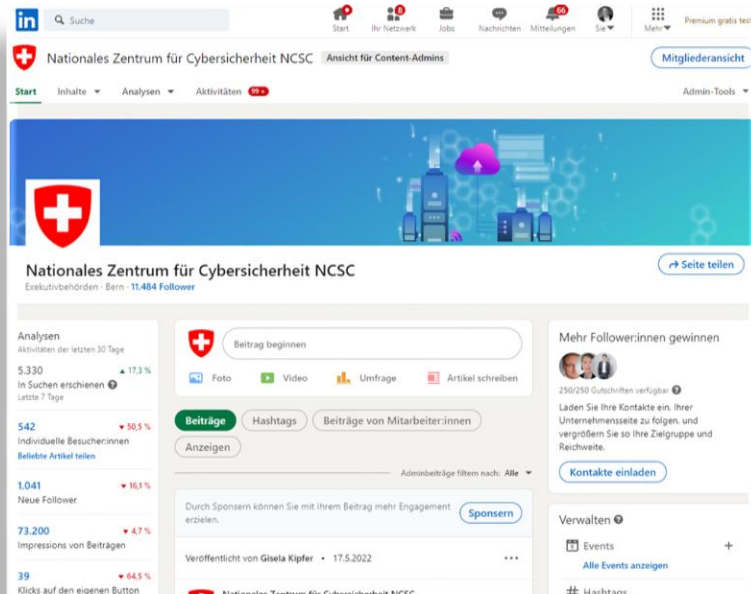 in
Suche
Start
8
Ihr Netzwerk
Jobs
Nachrichten
66
Mitteilungen
Sie
Mehr
Premium gratis test
Nationales Zentrum für Cybersicherheit NCSC
Ansicht für Content-Admins
Mitgliederansicht
Start
Inhalte
Analysen
Aktivitäten
99+
Admin-Tools
Nationales Zentrum für Cybersicherheit NCSC
Exekutivbehörden · Bern · 11.484 Follower
Seite teilen
Analysen
Aktivitäten der letzten 30 Tage
5.330
17,3 %
In Suchen erschienen
Letzte 7 Tage
542
50,5 %
Individuelle Besucher:innen
Beliebte Artikel teilen
1.041
16,1 %
Neue Follower
73.200
4,7 %
Impressions von Beiträgen
39
64,5 %
Klicks auf den eigenen Button
Beitrag beginnen
Foto
Video
Umfrage
Artikel schreiben
Beiträge
Hashtags
Beiträge von Mitarbeiter:innen
Anzeigen
Adminbeiträge filtern nach: Alle
Durch Sponsern können Sie mit Ihrem Beitrag mehr Engagement
erzielen.
Sponsern
Veröffentlicht von Gisela Kipfer • 17.5.2022
Nationales Zentrum für Cybersicherheit NCSC
Mehr Follower:innen gewinnen
250/250 Gutschriften verfügbar
Laden Sie Ihre Kontakte ein, Ihrer
Unternehmensseite zu folgen, und
vergrößern Sie so Ihre Zielgruppe und
Reichweite.
Kontakte einladen
Verwalten
Events
+
Alle Events anzeigen
# Hashtags